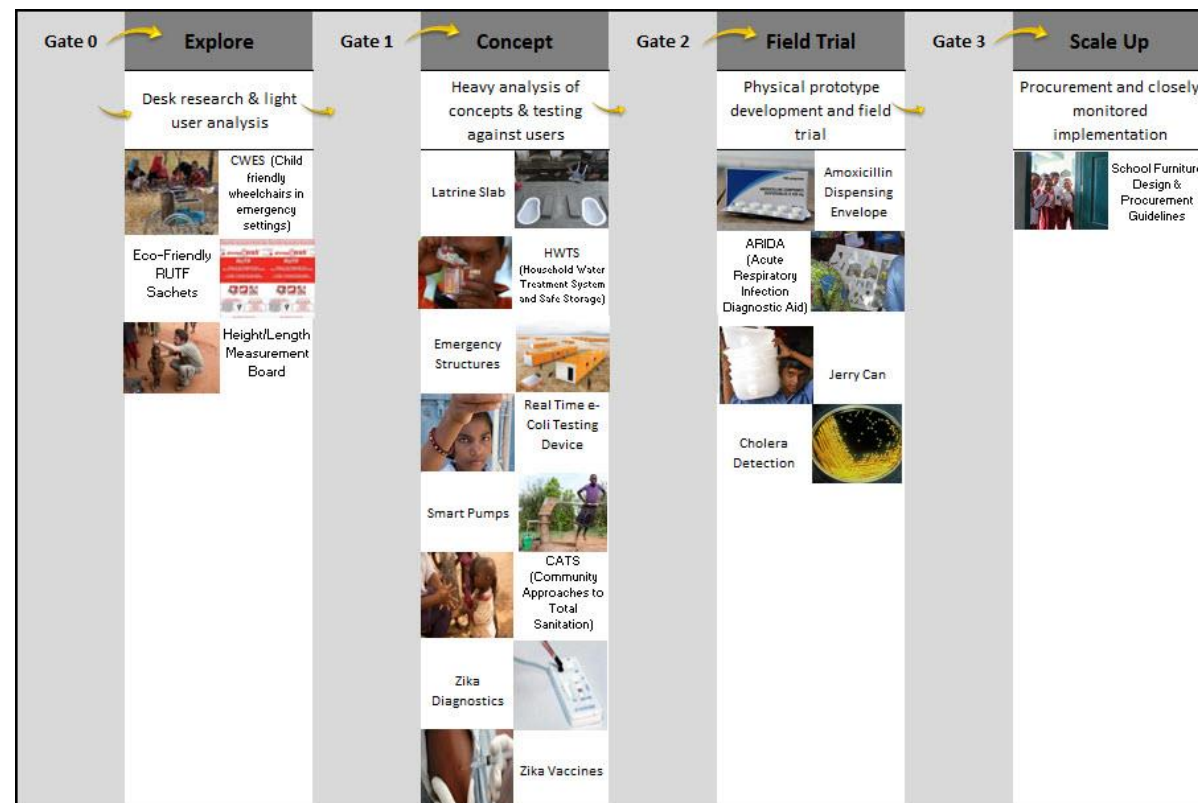 Gate 0
Explore
Gate 1
Concept
Gate 2
Field Trial
Gate 3
Scale Up
Desk research & light
user analysis
Heavy analysis of
concepts & testing
against users
Physical prototype
development and field
trial
Procurement and closely
monitored
implementation
CWES (Child
friendly
wheelchairs in
emergency
settings)
Eco-Friendly
RUTF
Sachets
RUTF
RUTF
Height/Length
Measurement
Board
Latrine Slab
HWTS
(Household Water
Treatment System
and Safe Storage)
Emergency
Structures
Real Time e-
Coli Testing
Device
Smart Pumps
CATS
(Community
Approaches to
Total
Sanitation)
Zika
Diagnostics
Zika Vaccines
Amoxicillin
Dispensing
Envelope
ARIDA
(Acute
Respiratory
Infection
Diagnostic Aid)
Jerry Can
Cholera
Detection
School Furniture
Design &
Procurement
Guidelines